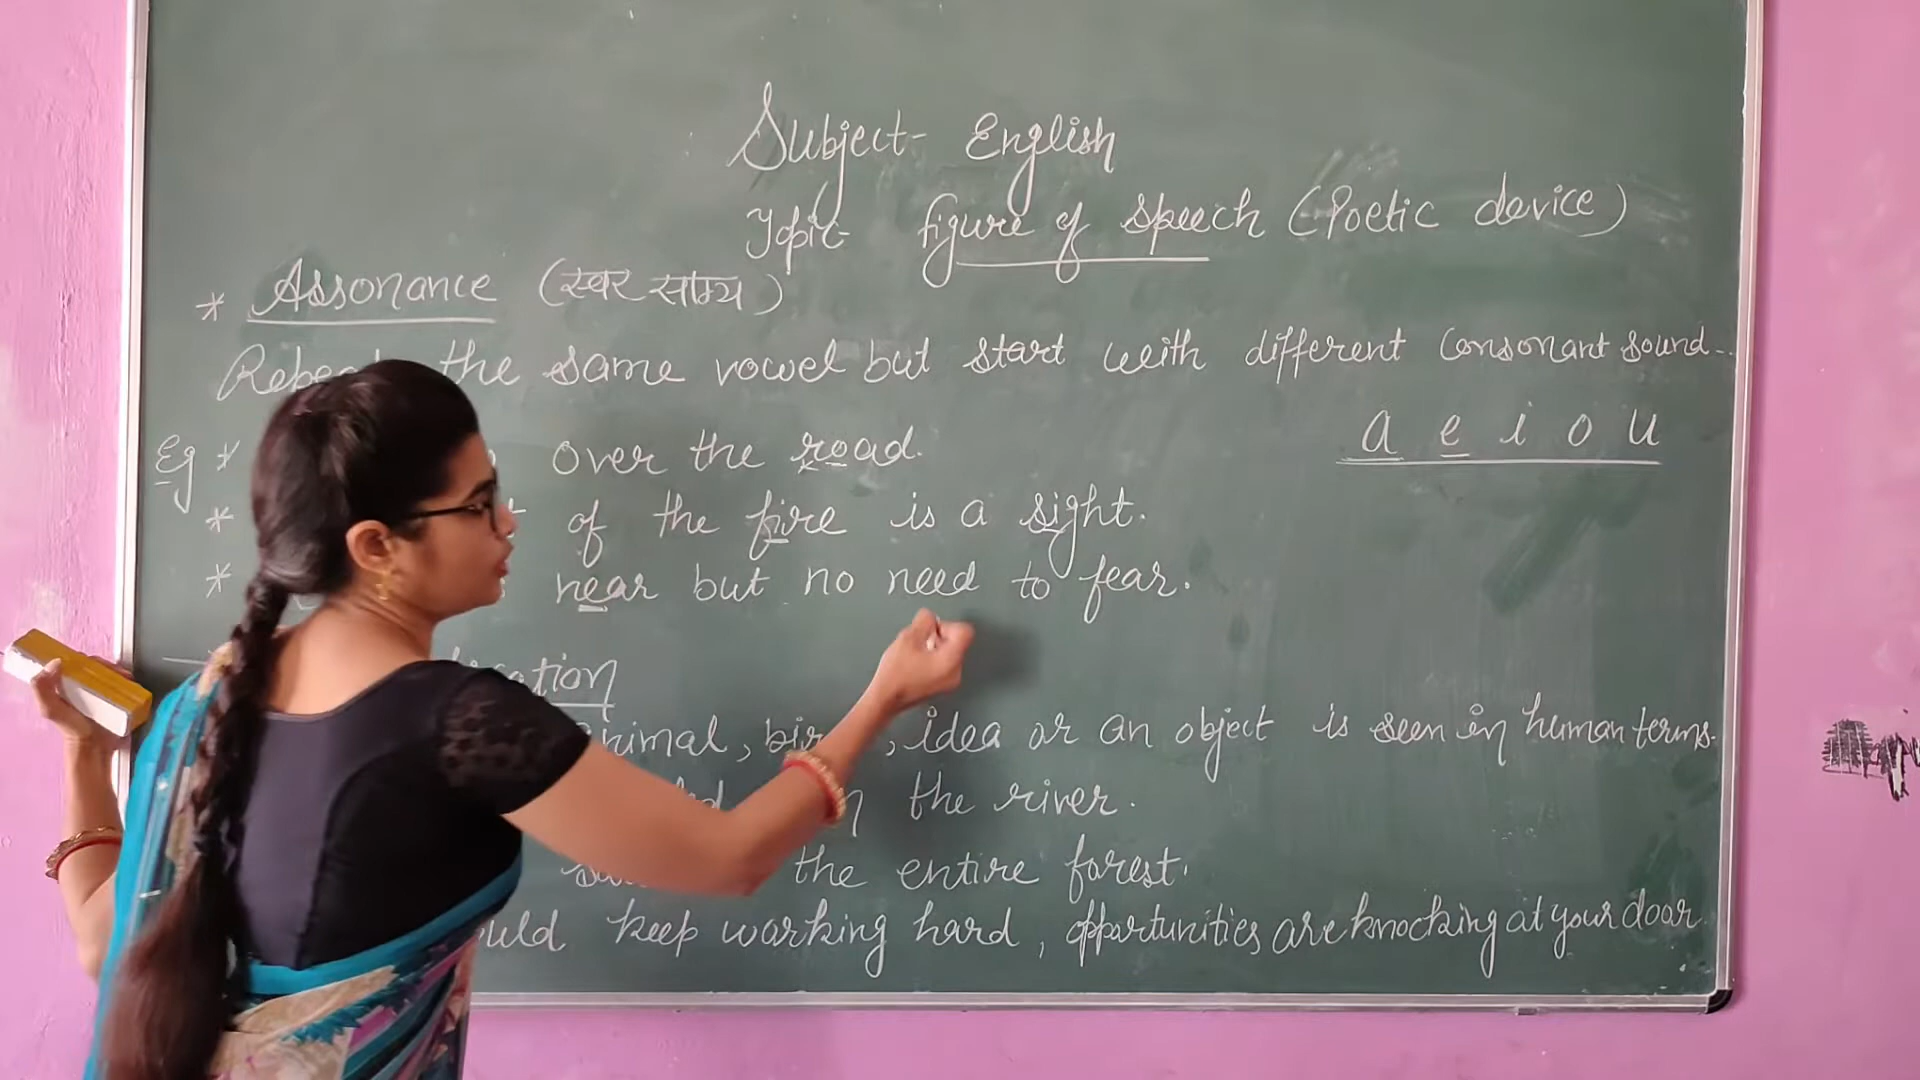 Subject- English
Topic- figure of speech (Poetic device)
* Assonance (स्वर साम्य)
the same vowel but start with different consonant sound-
a e i o u
Eg * over the road.
* of the fire is a sight.
* near but no need to fear.
, idea or an object is seen in human terms.
the river.
the entire forest.
keep working hard, opportunities are knocking at your door.